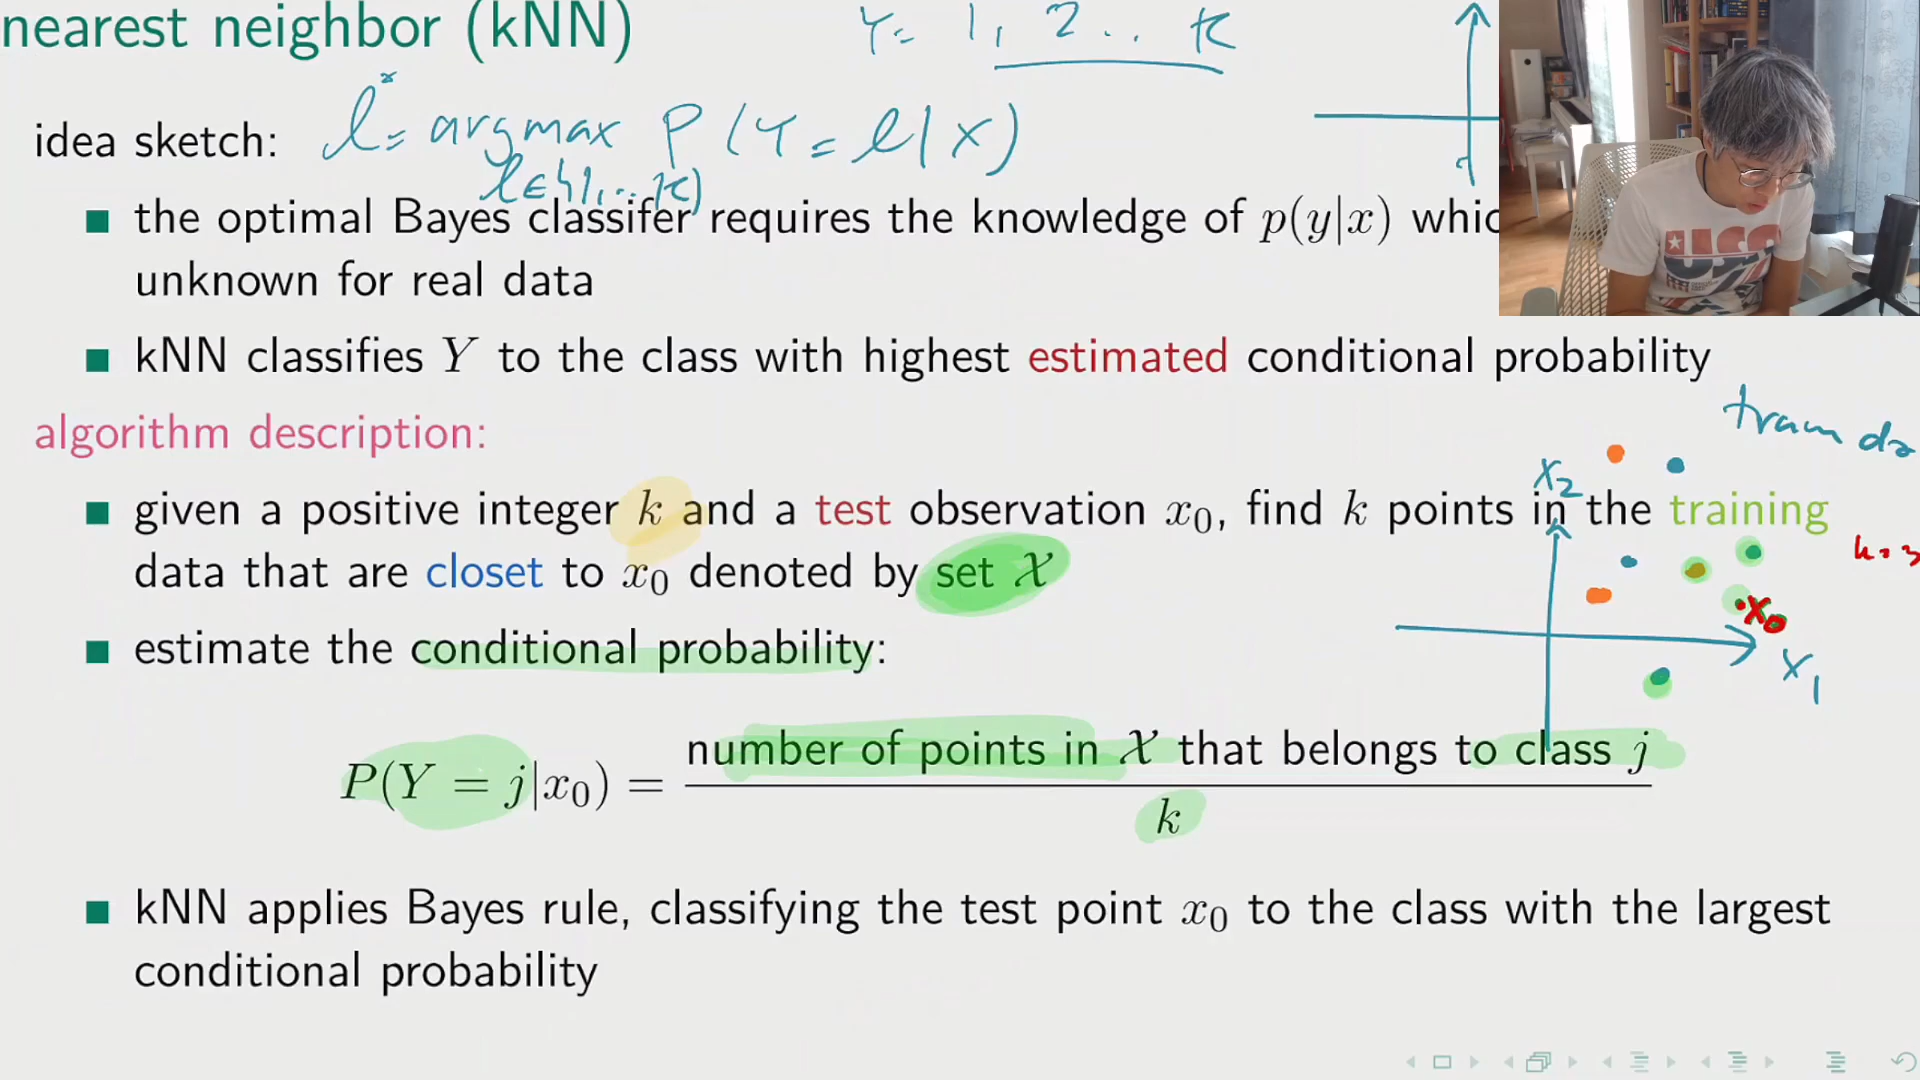 nearest neighbor (kNN)
Y = 1, 2 .. K
idea sketch: l* = argmax P (Y = l | X)
l ∈ {1, ... K}
■ the optimal Bayes classifer requires the knowledge of p(y|x)
unknown for real data
■ kNN classifies Y to the class with highest estimated conditional probability
algorithm description:
train
x2
■ given a positive integer k and a test observation x0, find k points in the training
k=3
data that are closet to x0 denoted by set 𝒳
x0
■ estimate the conditional probability:
x1
P(Y = j|x0) = number of points in 𝒳 that belongs to class j
k
■ kNN applies Bayes rule, classifying the test point x0 to the class with the largest
conditional probability